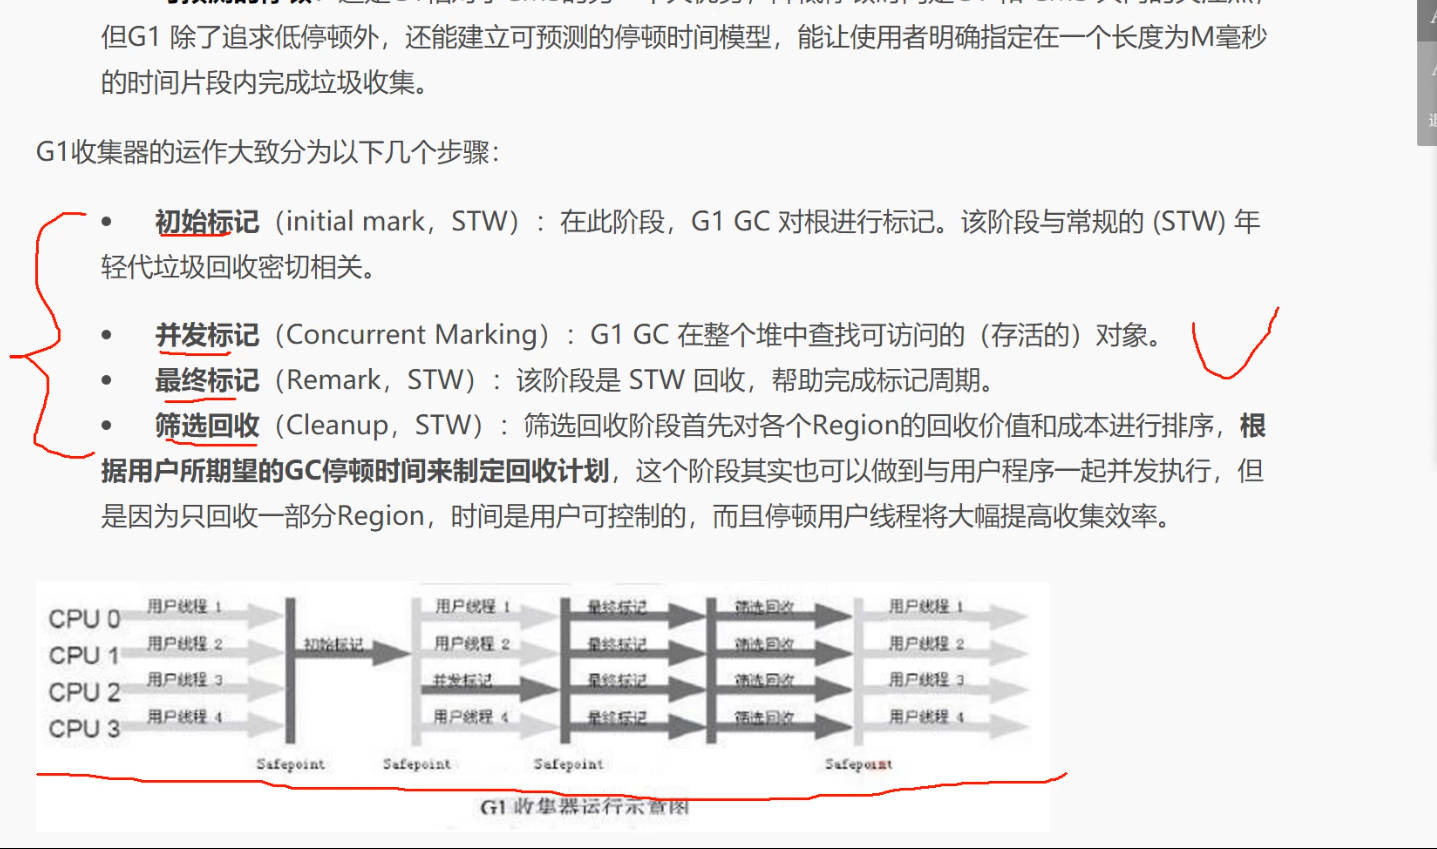 但G1 除了追求低停顿外，还能建立可预测的停顿时间模型，能让使用者明确指定在一个长度为M毫秒
的时间片段内完成垃圾收集。
G1收集器的运作大致分为以下几个步骤：
• 初始标记（initial mark，STW）：在此阶段，G1 GC 对根进行标记。该阶段与常规的 (STW) 年
轻代垃圾回收密切相关。
• 并发标记（Concurrent Marking）：G1 GC 在整个堆中查找可访问的（存活的）对象。
• 最终标记（Remark，STW）：该阶段是 STW 回收，帮助完成标记周期。
• 筛选回收（Cleanup，STW）：筛选回收阶段首先对各个Region的回收价值和成本进行排序，根
据用户所期望的GC停顿时间来制定回收计划，这个阶段其实也可以做到与用户程序一起并发执行，但
是因为只回收一部分Region，时间是用户可控制的，而且停顿用户线程将大幅提高收集效率。
CPU 0 用户线程 1 用户线程 1 最终标记 筛选回收 用户线程 1
CPU 1 用户线程 2 初始标记 用户线程 2 最终标记 筛选回收 用户线程 2
CPU 2 用户线程 3 并发标记 最终标记 筛选回收 用户线程 3
CPU 3 用户线程 4 用户线程 4 最终标记 筛选回收 用户线程 4
Safepoint Safepoint Safepoint Safepoint
G1 收集器运行示意图